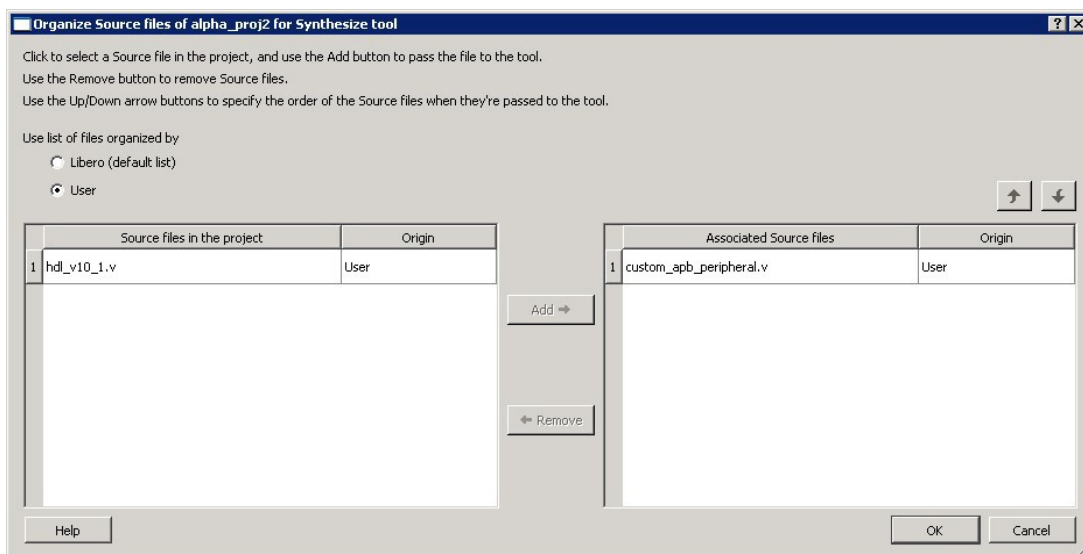 Organize Source files of alpha_proj2 for Synthesize tool
Click to select a Source file in the project, and use the Add button to pass the file to the tool.
Use the Remove button to remove Source files.
Use the Up/Down arrow buttons to specify the order of the Source files when they're passed to the tool.
Use list of files organized by
Libero (default list)
User
Source files in the project Origin
1 hdl_v10_1.v User
Add
Remove
Associated Source files Origin
1 custom_apb_peripheral.v User
Help OK Cancel